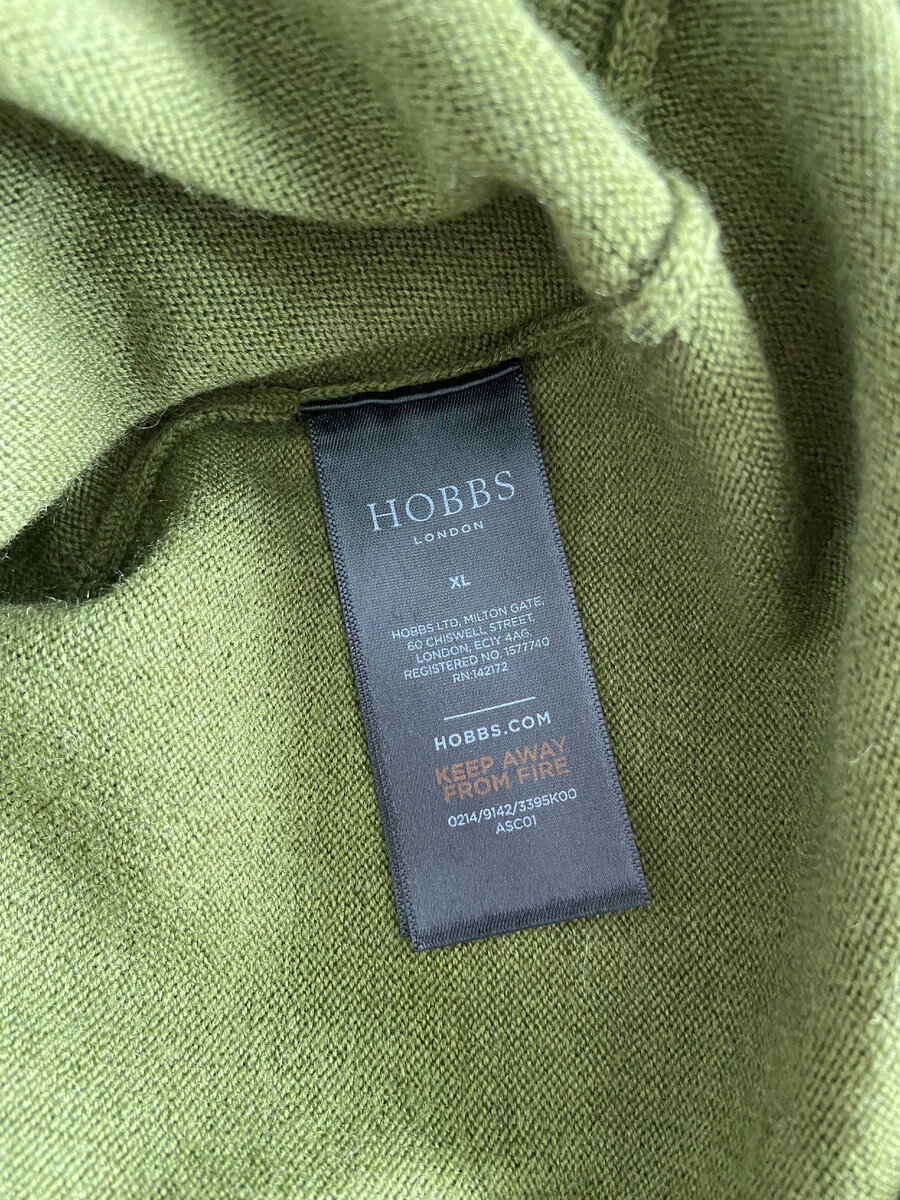 HOBBS
LONDON
XL
HOBBS LTD, MILTON GATE,
60 CHISWELL STREET,
LONDON, EC1Y 4AG,
REGISTERED NO. 1577740
RN:142172
HOBBS.COM
KEEP AWAY
FROM FIRE
0214/9142/3395K00
ASC01